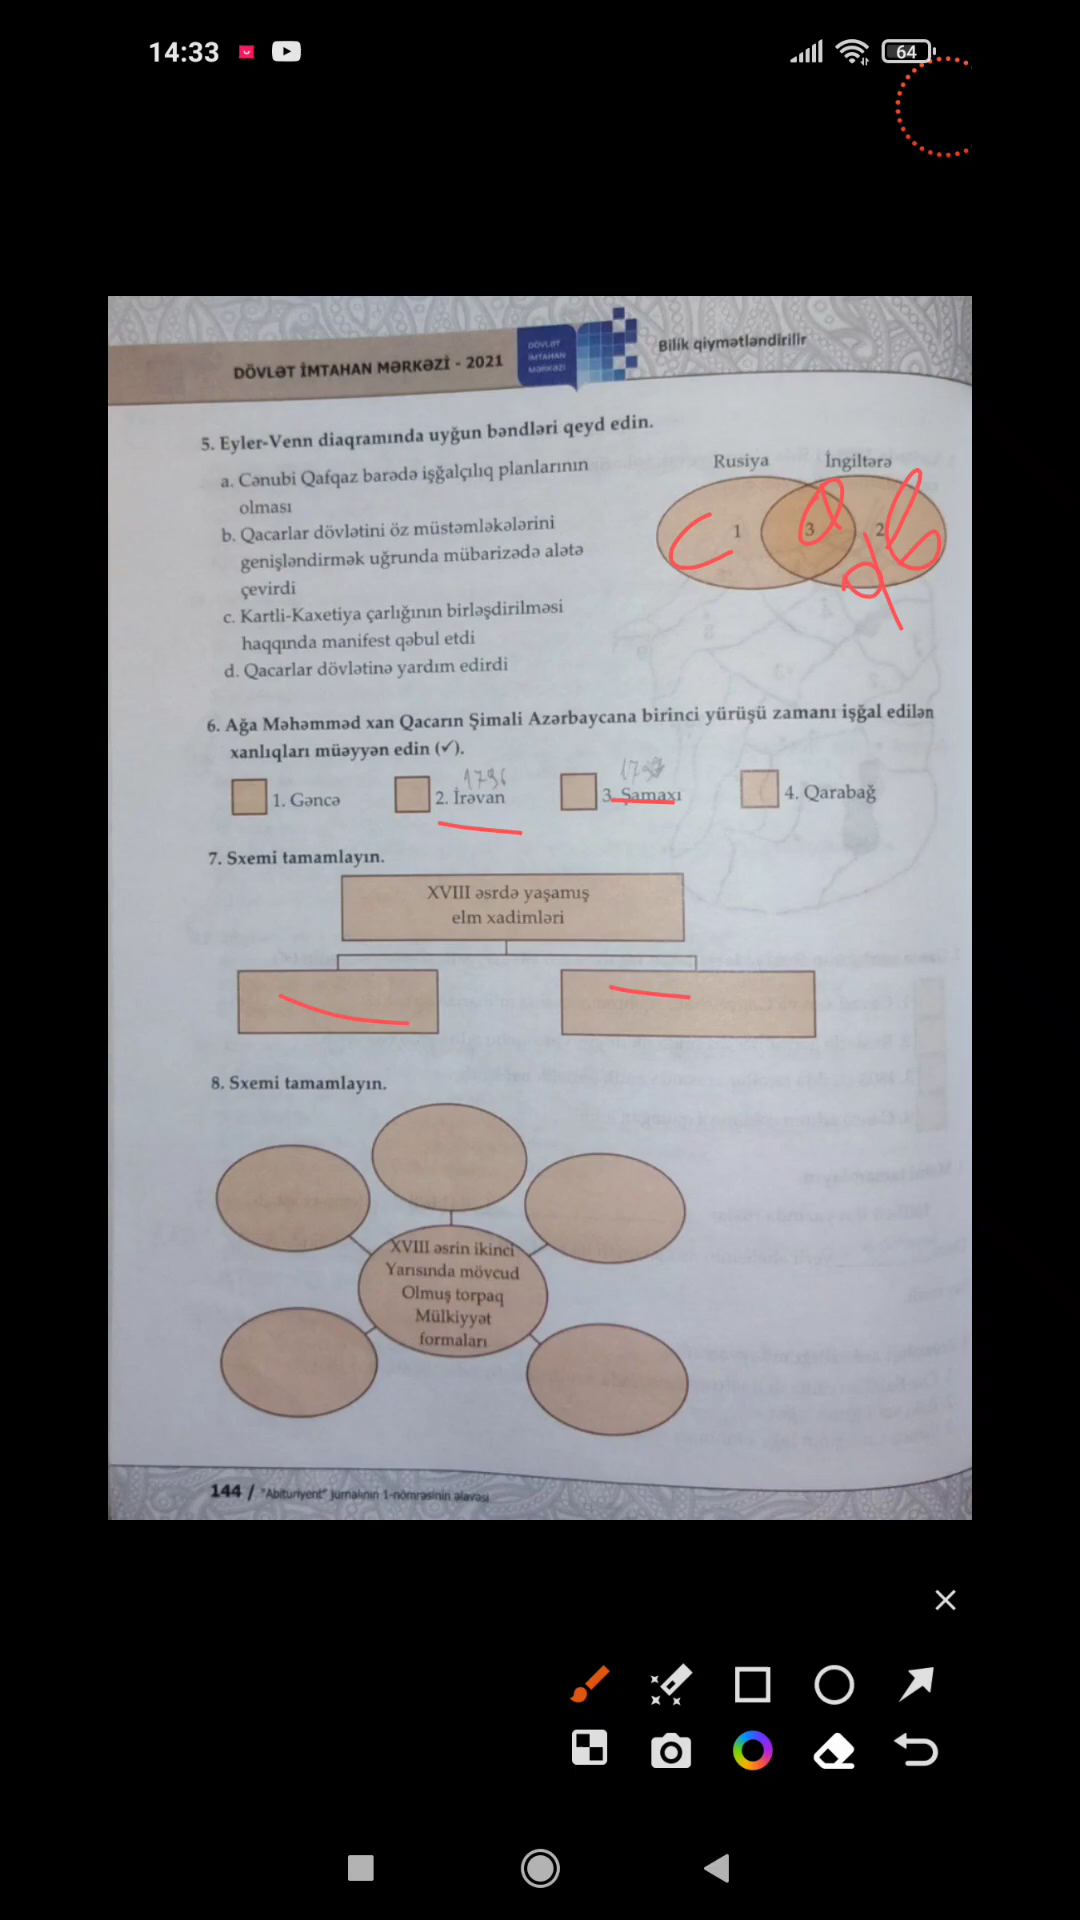 14:33
64
DÖVLƏT İMTAHAN MƏRKƏZİ - 2021
DÖVLƏT
İMTAHAN
MƏRKƏZİ
Bilik qiymətləndirilir
5. Eyler-Venn diaqramında uyğun bəndləri qeyd edin.
a. Cənubi Qafqaz barədə işğalçılıq planlarının
olması
b. Qacarlar dövlətini öz müstəmləkələrini
genişləndirmək uğrunda mübarizədə alətə
çevirdi
c. Kartli-Kaxetiya çarlığının birləşdirilməsi
haqqında manifest qəbul etdi
d. Qacarlar dövlətinə yardım edirdi
Rusiya İngiltərə
C 1 3 a 2 b
d
6. Ağa Məhəmməd xan Qacarın Şimali Azərbaycana birinci yürüşü zamanı işğal edilən
xanlıqları müəyyən edin (✓).
1796
1. Gəncə 2. İrəvan 3. Şamaxı 4. Qarabağ
7. Sxemi tamamlayın.
XVIII əsrdə yaşamış
elm xadimləri
8. Sxemi tamamlayın.
XVIII əsrin ikinci
Yarısında mövcud
Olmuş torpaq
Mülkiyyət
formaları
144 / "Abituriyent" jurnalının 1-nömrəsinin əlavəsi